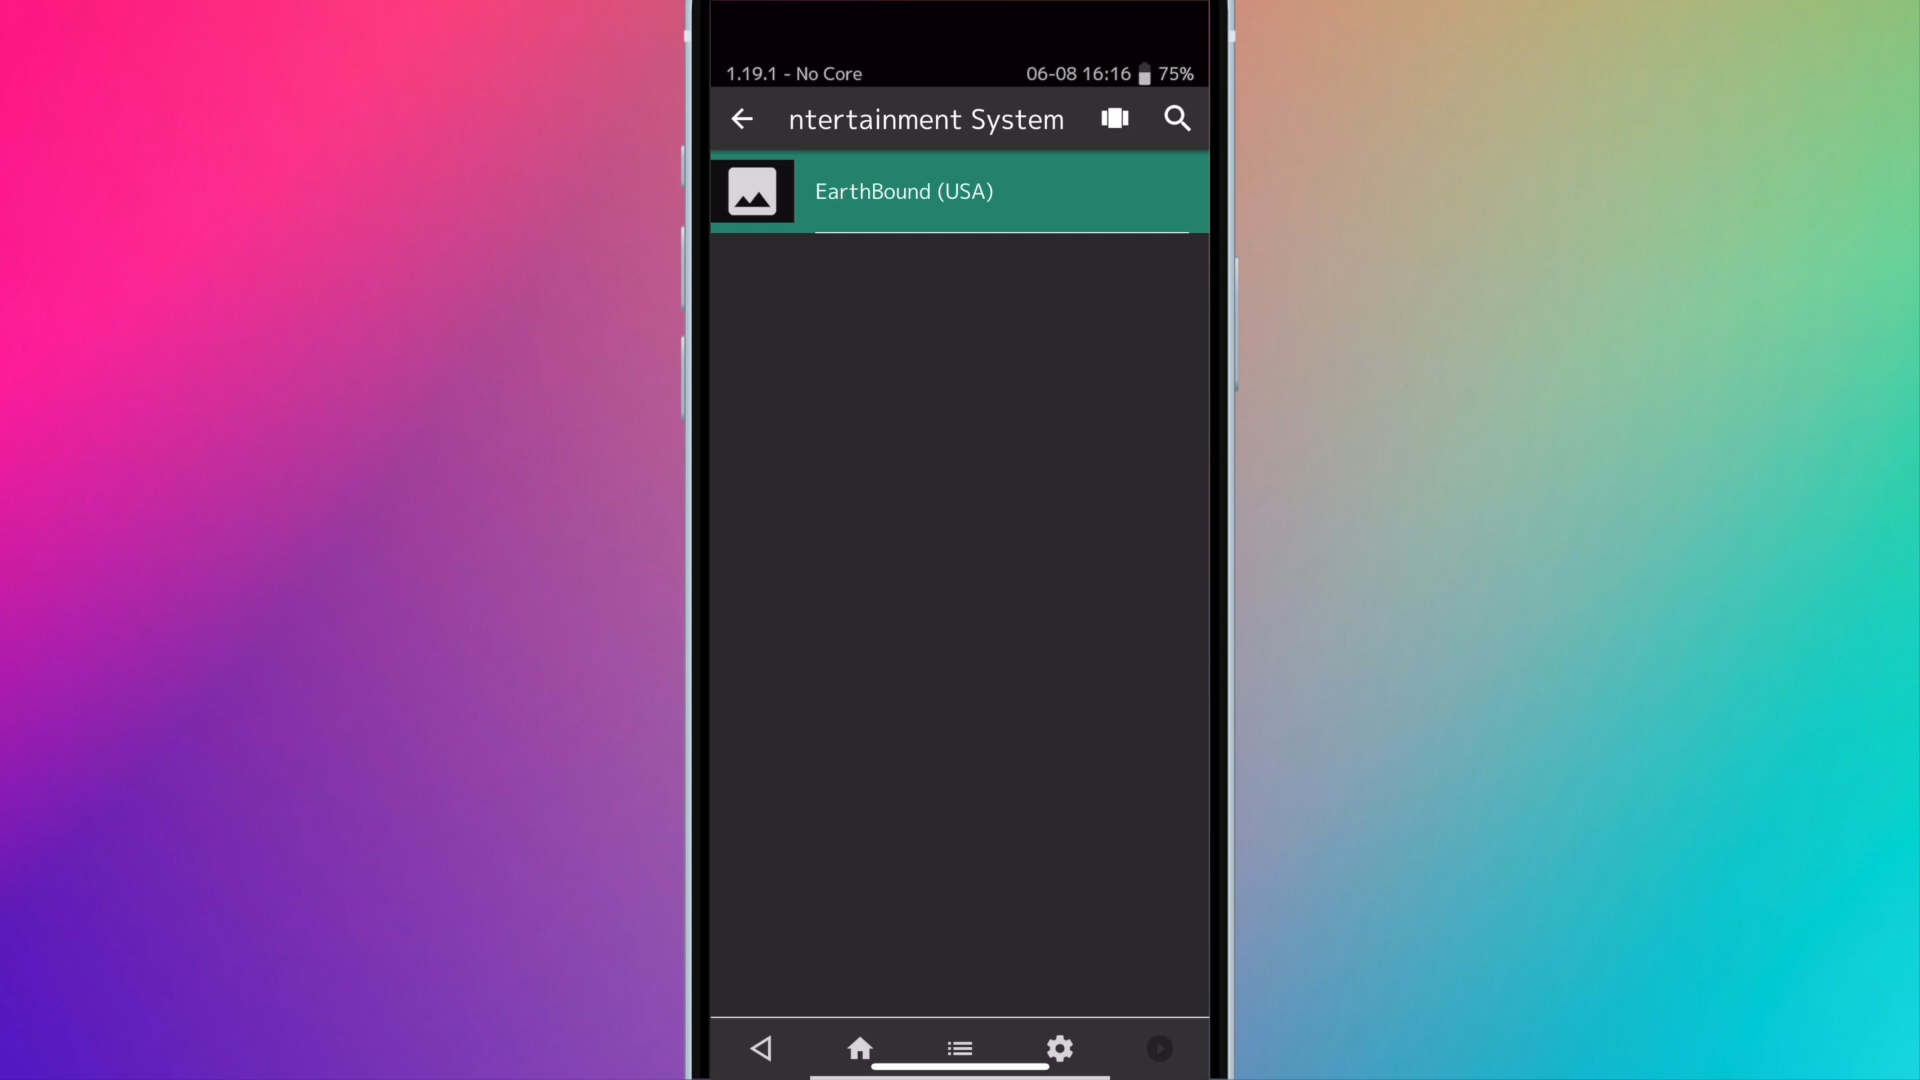 1.19.1 - No Core 06-08 16:16 75%
ntertainment System
EarthBound (USA)